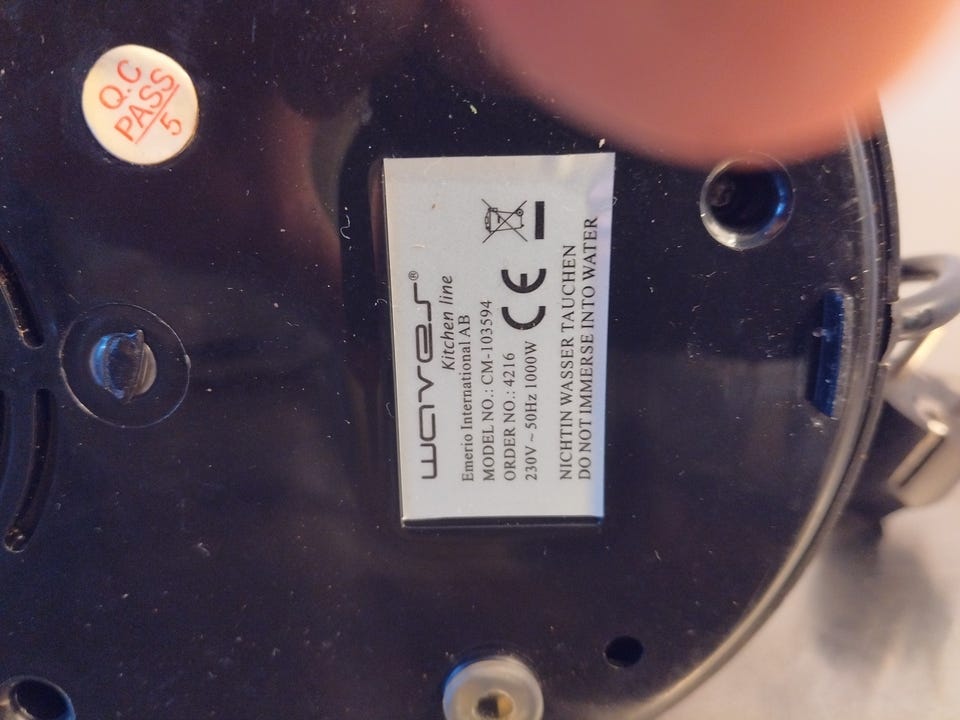 Q.C
PASS
5
waves®
Kitchen line
Emerio International AB
MODEL NO.: CM-103594
ORDER NO.: 4216
230V ~ 50Hz 1000W CE
NICHTIN WASSER TAUCHEN
DO NOT IMMERSE INTO WATER